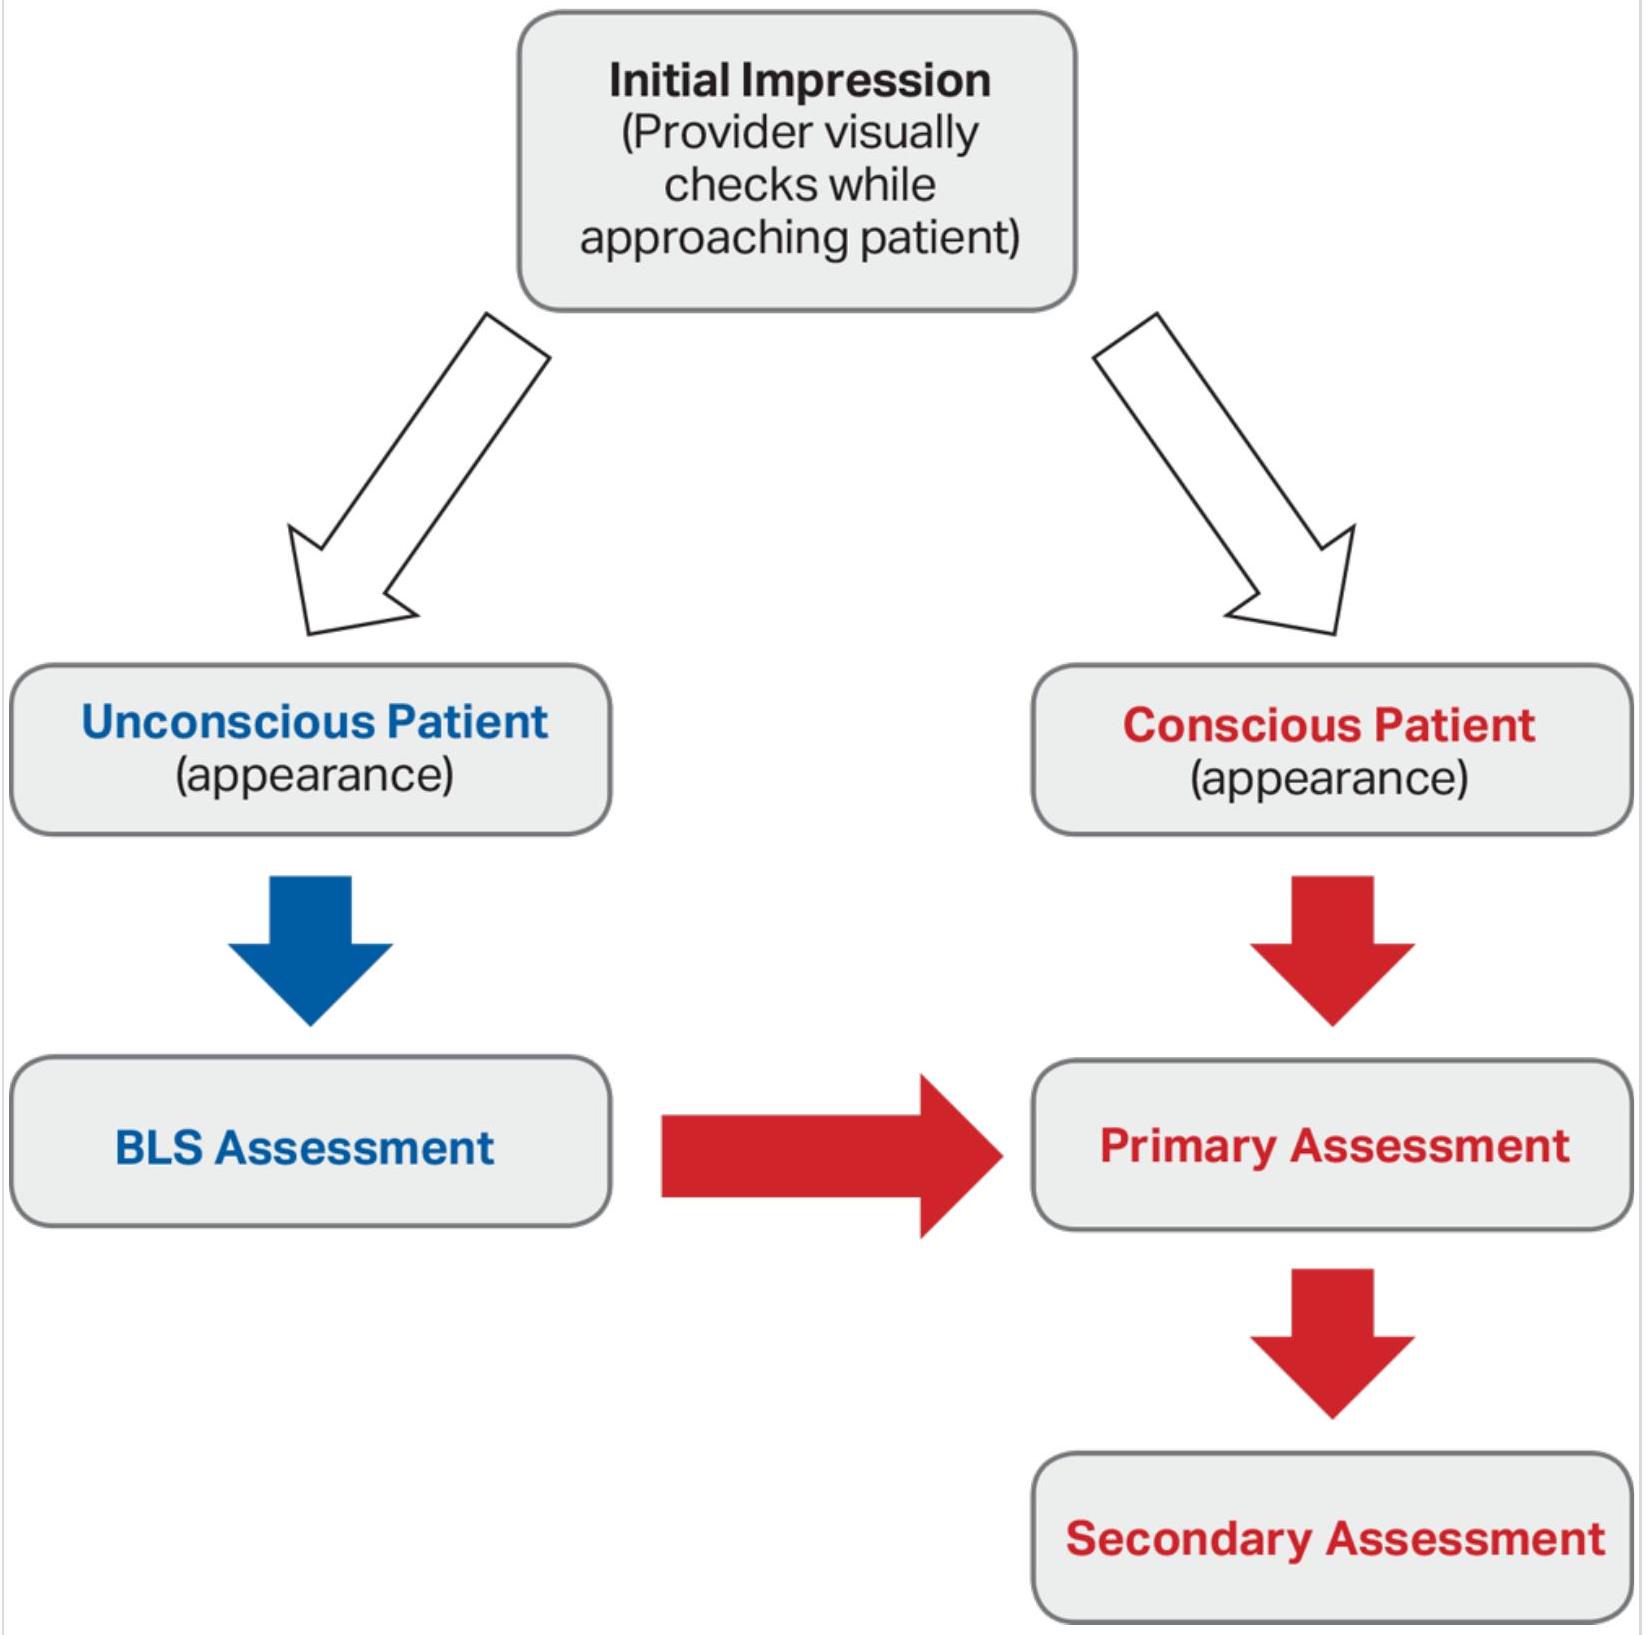 Initial Impression
(Provider visually
checks while
approaching patient)
Unconscious Patient
(appearance)
Conscious Patient
(appearance)
BLS Assessment
Primary Assessment
Secondary Assessment